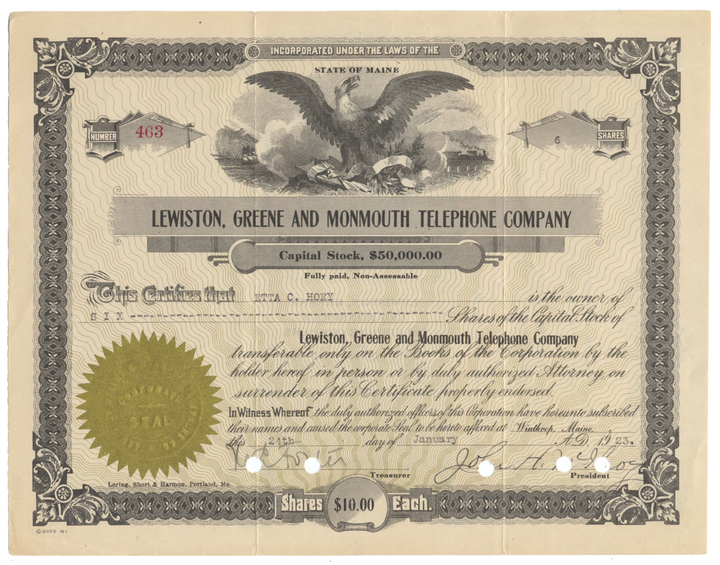 INCORPORATED UNDER THE LAWS OF THE
STATE OF MAINE
NUMBER 463
6 SHARES
LEWISTON, GREENE AND MONMOUTH TELEPHONE COMPANY
Capital Stock, $50,000.00
Fully paid, Non-Assessable
This Certifies that ETTA C. HOEY is the owner of
SIX Shares of the Capital Stock of
Lewiston, Greene and Monmouth Telephone Company
transferable only on the Books of the Corporation by the
holder hereof in person or by duly authorized Attorney on
surrender of this Certificate properly endorsed.
In Witness Whereof the duly authorized officers of this Corporation have hereunto subscribed
their names and caused the corporate Seal to be hereto affixed at Winthrop, Maine
this 24th day of January A.D. 1923.
SEAL
John H.
Treasurer
President
Loring, Short & Harmon, Portland, Me.
Shares $10.00 Each.
© GOES